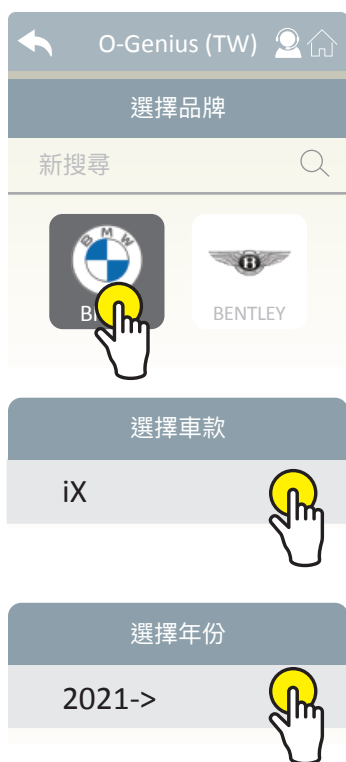 O-Genius (TW)
選擇品牌
新搜尋
BMW
BENTLEY
選擇車款
iX
選擇年份
2021->